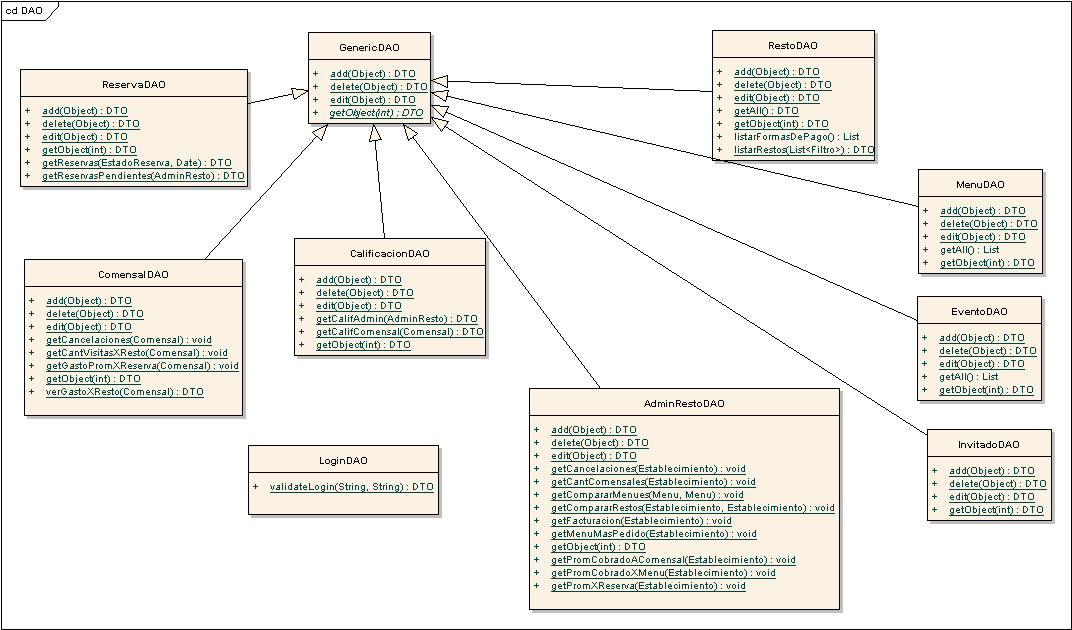 cd DAO
GenericDAO
+ add(Object) : DTO
+ delete(Object) : DTO
+ edit(Object) : DTO
+ getObject(int) : DTO
RestoDAO
+ add(Object) : DTO
+ delete(Object) : DTO
+ edit(Object) : DTO
+ getAll() : DTO
+ getObject(int) : DTO
+ listarFormasDePago() : List
+ listarRestos(List<Filtro>) : DTO
ReservaDAO
+ add(Object) : DTO
+ delete(Object) : DTO
+ edit(Object) : DTO
+ getObject(int) : DTO
+ getReservas(EstadoReserva, Date) : DTO
+ getReservasPendientes(AdminResto) : DTO
MenuDAO
+ add(Object) : DTO
+ delete(Object) : DTO
+ edit(Object) : DTO
+ getAll() : List
+ getObject(int) : DTO
CalificacionDAO
+ add(Object) : DTO
+ delete(Object) : DTO
+ edit(Object) : DTO
+ getCalifAdmin(AdminResto) : DTO
+ getCalifComensal(Comensal) : DTO
+ getObject(int) : DTO
ComensalDAO
+ add(Object) : DTO
+ delete(Object) : DTO
+ edit(Object) : DTO
+ getCancelaciones(Comensal) : void
+ getCantVisitasXResto(Comensal) : void
+ getGastoPromXReserva(Comensal) : void
+ getObject(int) : DTO
+ verGastoXResto(Comensal) : DTO
EventoDAO
+ add(Object) : DTO
+ delete(Object) : DTO
+ edit(Object) : DTO
+ getAll() : List
+ getObject(int) : DTO
AdminRestoDAO
+ add(Object) : DTO
+ delete(Object) : DTO
+ edit(Object) : DTO
+ getCancelaciones(Establecimiento) : void
+ getCantComensales(Establecimiento) : void
+ getCompararMenues(Menu, Menu) : void
+ getCompararRestos(Establecimiento, Establecimiento) : void
+ getFacturacion(Establecimiento) : void
+ getMenuMasPedido(Establecimiento) : void
+ getObject(int) : DTO
+ getPromCobradoAComensal(Establecimiento) : void
+ getPromCobradoXMenu(Establecimiento) : void
+ getPromXReserva(Establecimiento) : void
InvitadoDAO
+ add(Object) : DTO
+ delete(Object) : DTO
+ edit(Object) : DTO
+ getObject(int) : DTO
LoginDAO
+ validateLogin(String, String) : DTO